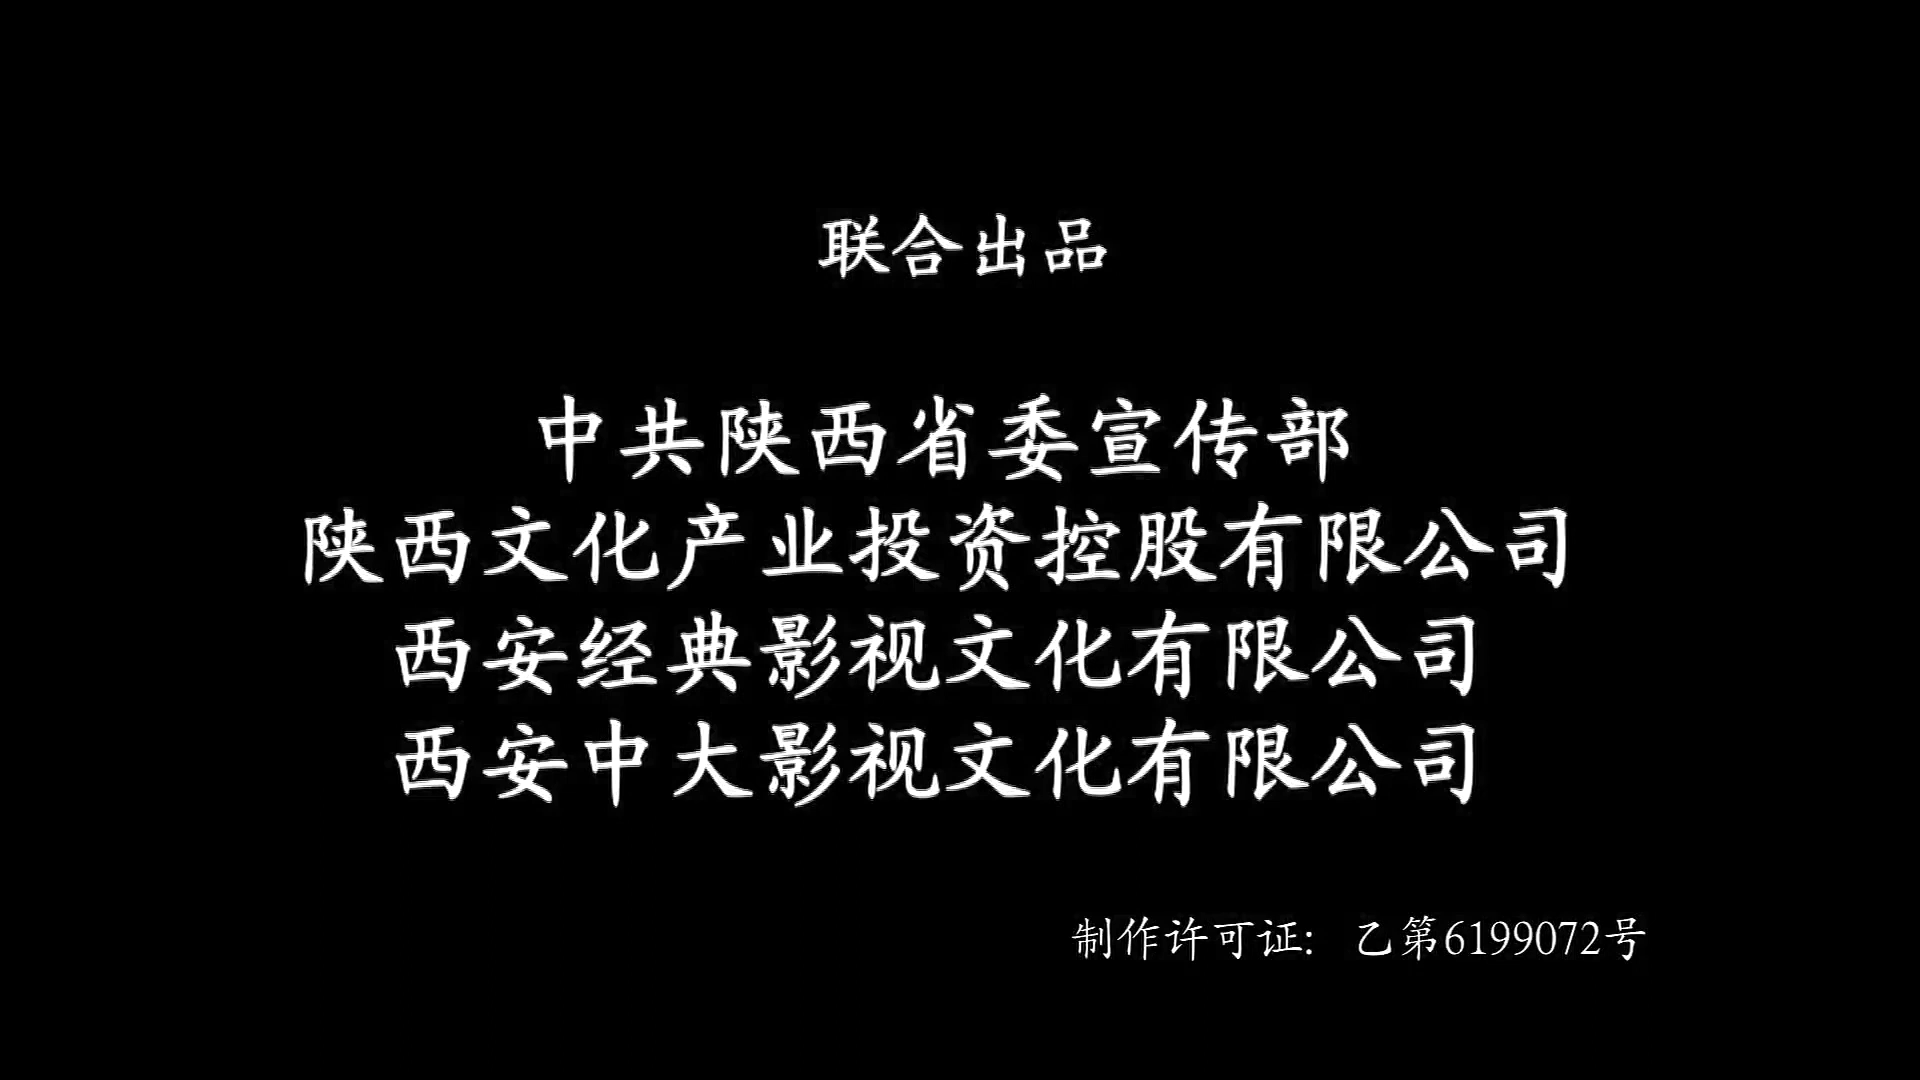 联合出品
中共陕西省委宣传部
陕西文化产业投资控股有限公司
西安经典影视文化有限公司
西安中大影视文化有限公司
制作许可证: 乙第6199072号